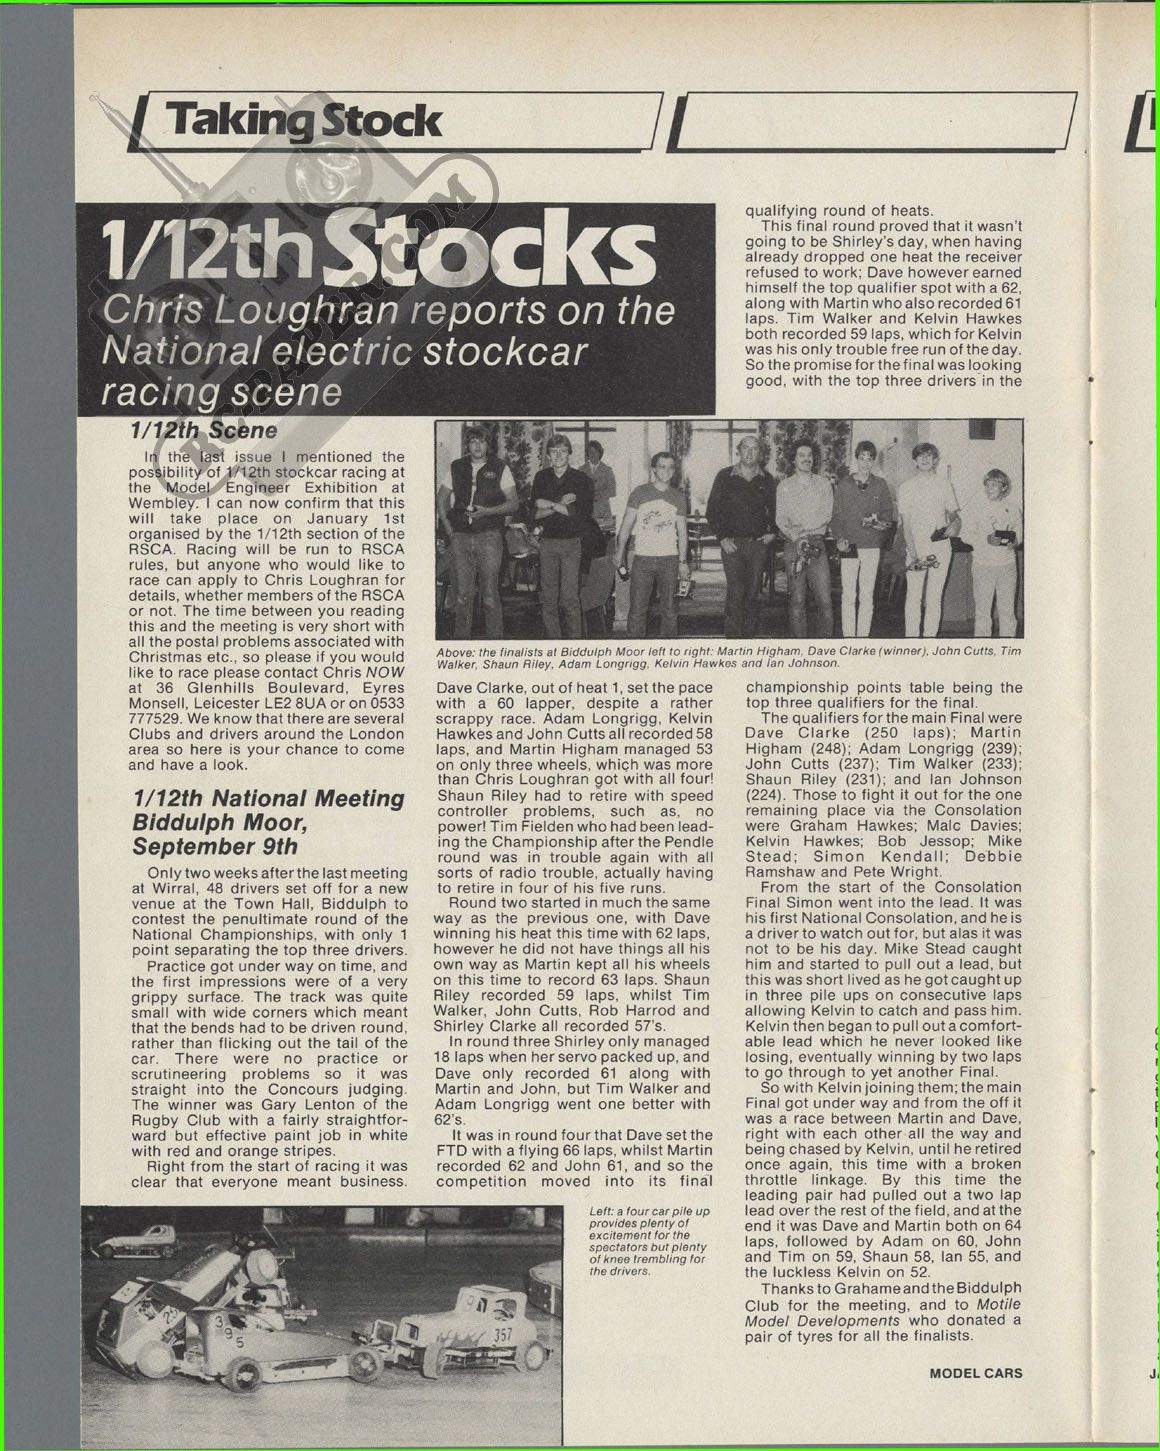 Taking Stock
1/12th Stocks
Chris Loughran reports on the
National electric stockcar
racing scene
1/12th Scene
In the last issue I mentioned the
possibility of 1/12th stockcar racing at
the Model Engineer Exhibition at
Wembley. I can now confirm that this
will take place on January 1st
organised by the 1/12th section of the
RSCA. Racing will be run to RSCA
rules, but anyone who would like to
race can apply to Chris Loughran for
details, whether members of the RSCA
or not. The time between you reading
this and the meeting is very short with
all the postal problems associated with
Christmas etc., so please if you would
like to race please contact Chris NOW
at 36 Glenhills Boulevard, Eyres
Monsell, Leicester LE2 8UA or on 0533
777529. We know that there are several
Clubs and drivers around the London
area so here is your chance to come
and have a look.
1/12th National Meeting
Biddulph Moor,
September 9th
Only two weeks after the last meeting
at Wirral, 48 drivers set off for a new
venue at the Town Hall, Biddulph to
contest the penultimate round of the
National Championships, with only 1
point separating the top three drivers.
Practice got under way on time, and
the first impressions were of a very
grippy surface. The track was quite
small with wide corners which meant
that the bends had to be driven round,
rather than flicking out the tail of the
car. There were no practice or
scrutineering problems so it was
straight into the Concours judging.
The winner was Gary Lenton of the
Rugby Club with a fairly straightfor-
ward but effective paint job in white
with red and orange stripes.
Right from the start of racing it was
clear that everyone meant business.
Dave Clarke, out of heat 1, set the pace
with a 60 lapper, despite a rather
scrappy race. Adam Longrigg, Kelvin
Hawkes and John Cutts all recorded 58
laps, and Martin Higham managed 53
on only three wheels, which was more
than Chris Loughran got with all four!
Shaun Riley had to retire with speed
controller problems, such as, no
power! Tim Fielden who had been lead-
ing the Championship after the Pendle
round was in trouble again with all
sorts of radio trouble, actually having
to retire in four of his five runs.
Round two started in much the same
way as the previous one, with Dave
winning his heat this time with 62 laps,
however he did not have things all his
own way as Martin kept all his wheels
on this time to record 63 laps. Shaun
Riley recorded 59 laps, whilst Tim
Walker, John Cutts, Rob Harrod and
Shirley Clarke all recorded 57's.
In round three Shirley only managed
18 laps when her servo packed up, and
Dave only recorded 61 along with
Martin and John, but Tim Walker and
Adam Longrigg went one better with
62's.
It was in round four that Dave set the
FTD with a flying 66 laps, whilst Martin
recorded 62 and John 61, and so the
competition moved into its final
qualifying round of heats.
This final round proved that it wasn't
going to be Shirley's day, when having
already dropped one heat the receiver
refused to work; Dave however earned
himself the top qualifier spot with a 62,
along with Martin who also recorded 61
laps. Tim Walker and Kelvin Hawkes
both recorded 59 laps, which for Kelvin
was his only trouble free run of the day.
So the promise for the final was looking
good, with the top three drivers in the
Above: the finalists at Biddulph Moor left to right: Martin Higham, Dave Clarke (winner), John Cutts, Tim
Walker, Shaun Riley, Adam Longrigg, Kelvin Hawkes and Ian Johnson.
championship points table being the
top three qualifiers for the final.
The qualifiers for the main Final were
Dave Clarke (250 laps); Martin
Higham (248); Adam Longrigg (239);
John Cutts (237); Tim Walker (233);
Shaun Riley (231); and Ian Johnson
(224). Those to fight it out for the one
remaining place via the Consolation
were Graham Hawkes; Malc Davies;
Kelvin Hawkes; Bob Jessop; Mike
Stead; Simon Kendall; Debbie
Ramshaw and Pete Wright.
From the start of the Consolation
Final Simon went into the lead. It was
his first National Consolation, and he is
a driver to watch out for, but alas it was
not to be his day. Mike Stead caught
him and started to pull out a lead, but
this was short lived as he got caught up
in three pile ups on consecutive laps
allowing Kelvin to catch and pass him.
Kelvin then began to pull out a comfort-
able lead which he never looked like
losing, eventually winning by two laps
to go through to yet another Final.
So with Kelvin joining them; the main
Final got under way and from the off it
was a race between Martin and Dave,
right with each other all the way and
being chased by Kelvin, until he retired
once again, this time with a broken
throttle linkage. By this time the
leading pair had pulled out a two lap
lead over the rest of the field, and at the
end it was Dave and Martin both on 64
laps, followed by Adam on 60, John
and Tim on 59, Shaun 58, Ian 55, and
the luckless Kelvin on 52.
Thanks to Grahame and the Biddulph
Club for the meeting, and to Motile
Model Developments who donated a
pair of tyres for all the finalists.
Left: a four car pile up
provides plenty of
excitement for the
spectators but plenty
of knee trembling for
the drivers.
395
357
MODEL CARS
RC-PAPER.COM